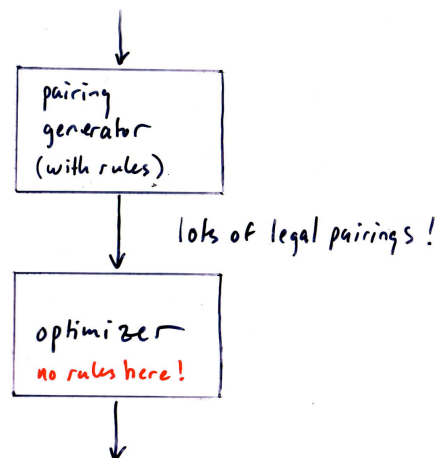 pairing
generator
(with rules).
lots of legal pairings!
optimizer
no rules here!